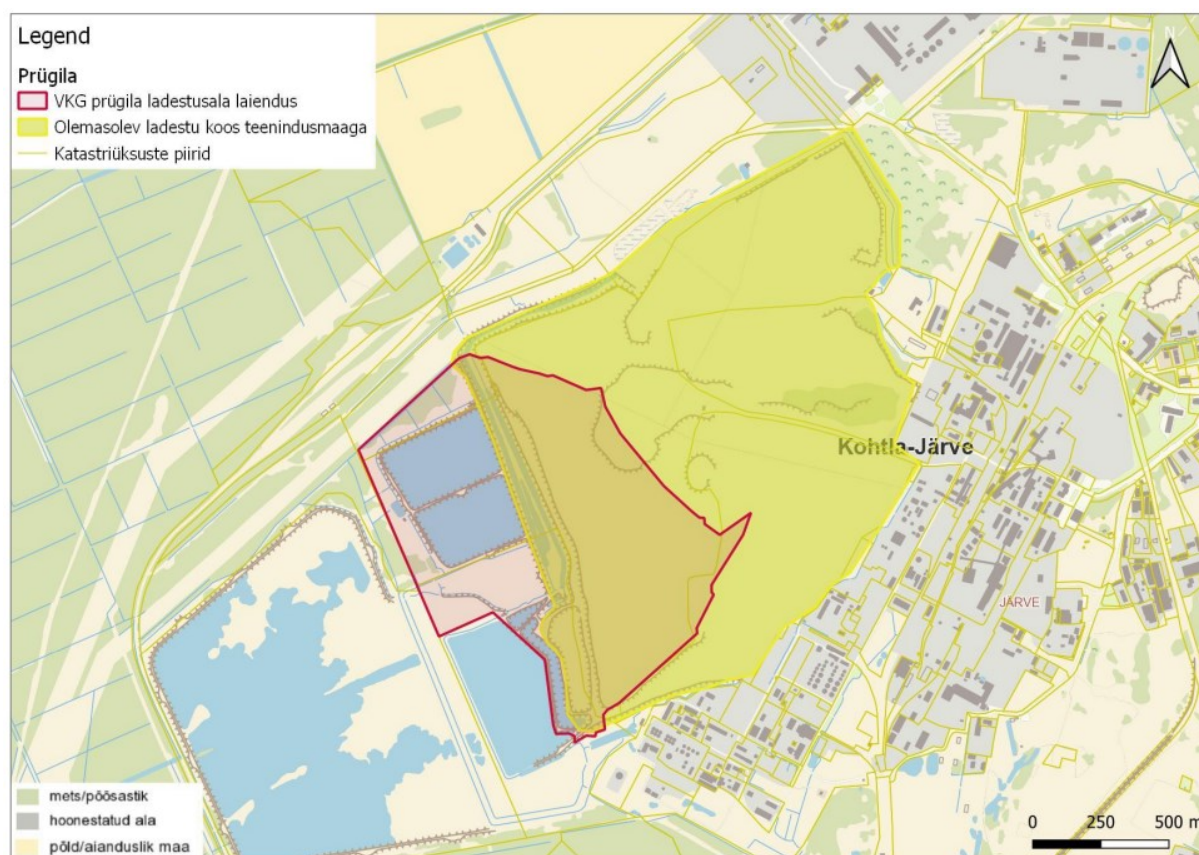 Legend
Prügila
VKG prügila ladestusala laiendus
Olemasolev ladestu koos teenindusmaaga
Katastriüksuste piirid
N
Kohtla-Järve
JÄRVE
mets/põõsastik
hoonestatud ala
põld/aianduslik maa
0 250 500 m